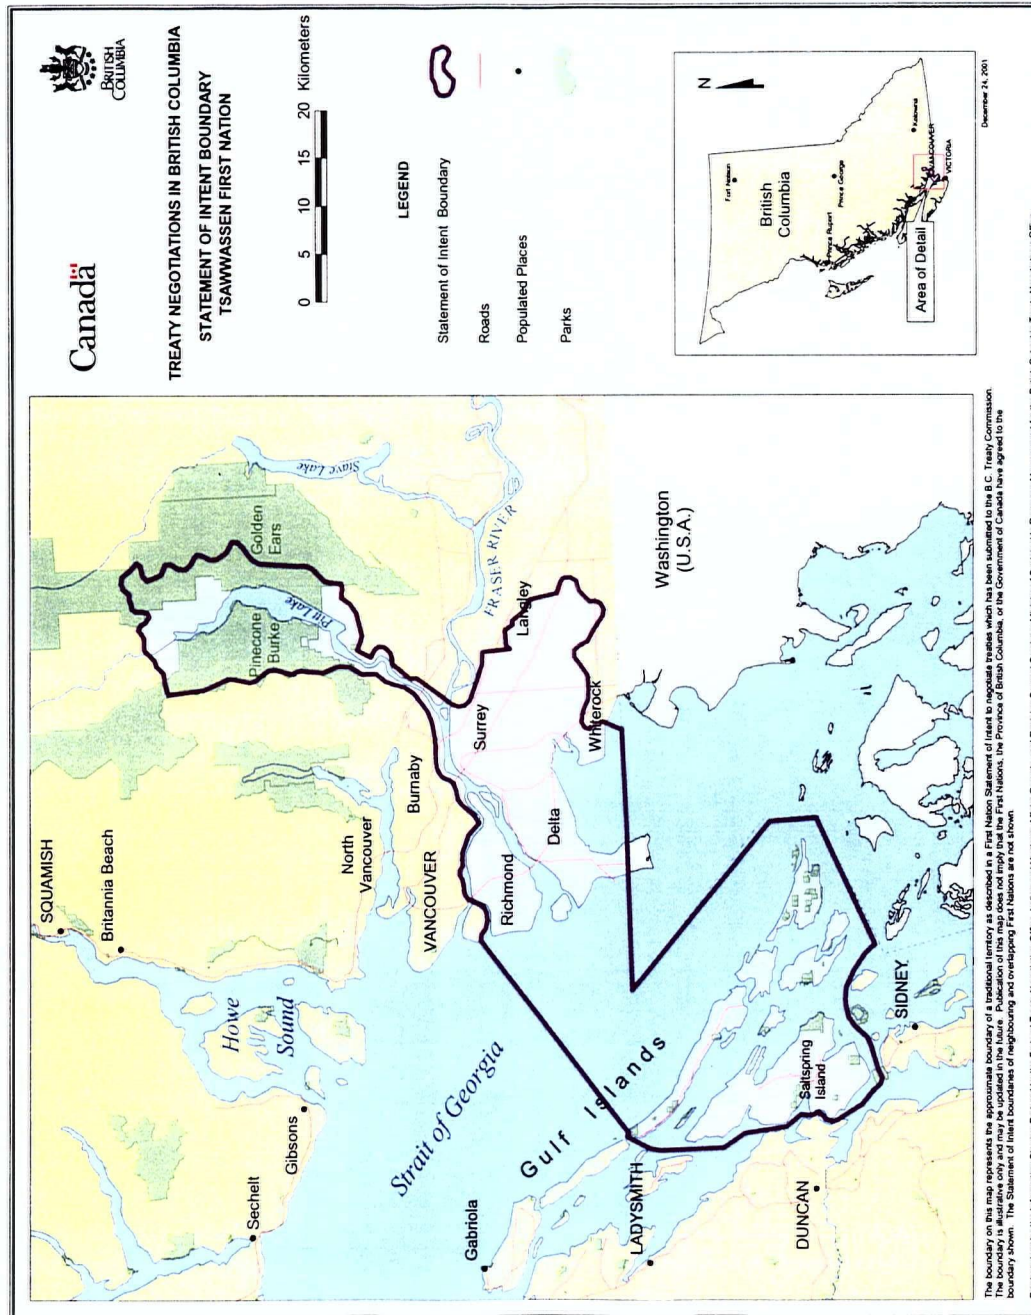 BRITISH
COLUMBIA
Canada
TREATY NEGOTIATIONS IN BRITISH COLUMBIA
STATEMENT OF INTENT BOUNDARY
TSAWWASSEN FIRST NATION
0 5 10 15 20 Kilometers
LEGEND
Statement of Intent Boundary
Roads
Populated Places
Parks
N
Fort Nelson
British
Columbia
Prince Rupert
Prince George
Kelowna
VANCOUVER
VICTORIA
Area of Detail
December 24, 2001
SQUAMISH
Britannia Beach
Howe
Sound
Sechelt
Gibsons
North
Vancouver
VANCOUVER
Burnaby
Pinecone
Burke
Pitt Lake
Golden
Ears
Stave Lake
FRASER RIVER
Surrey
Langley
Richmond
Delta
Whiterock
Washington
(U.S.A.)
Strait of Georgia
Gulf Islands
Gabriola
LADYSMITH
DUNCAN
Saltspring
Island
SIDNEY
The boundary on this map represents the approximate boundary of a traditional territory as described in a First Nation Statement of Intent to negotiate treaties which has been submitted to the B.C. Treaty Commission.
The boundary is illustrative only and may be updated in the future. Publication of this map does not imply that the First Nations, the Province of British Columbia, or the Government of Canada have agreed to the
boundary shown. The Statement of Intent boundaries of neighbouring and overlapping First Nations are not shown.